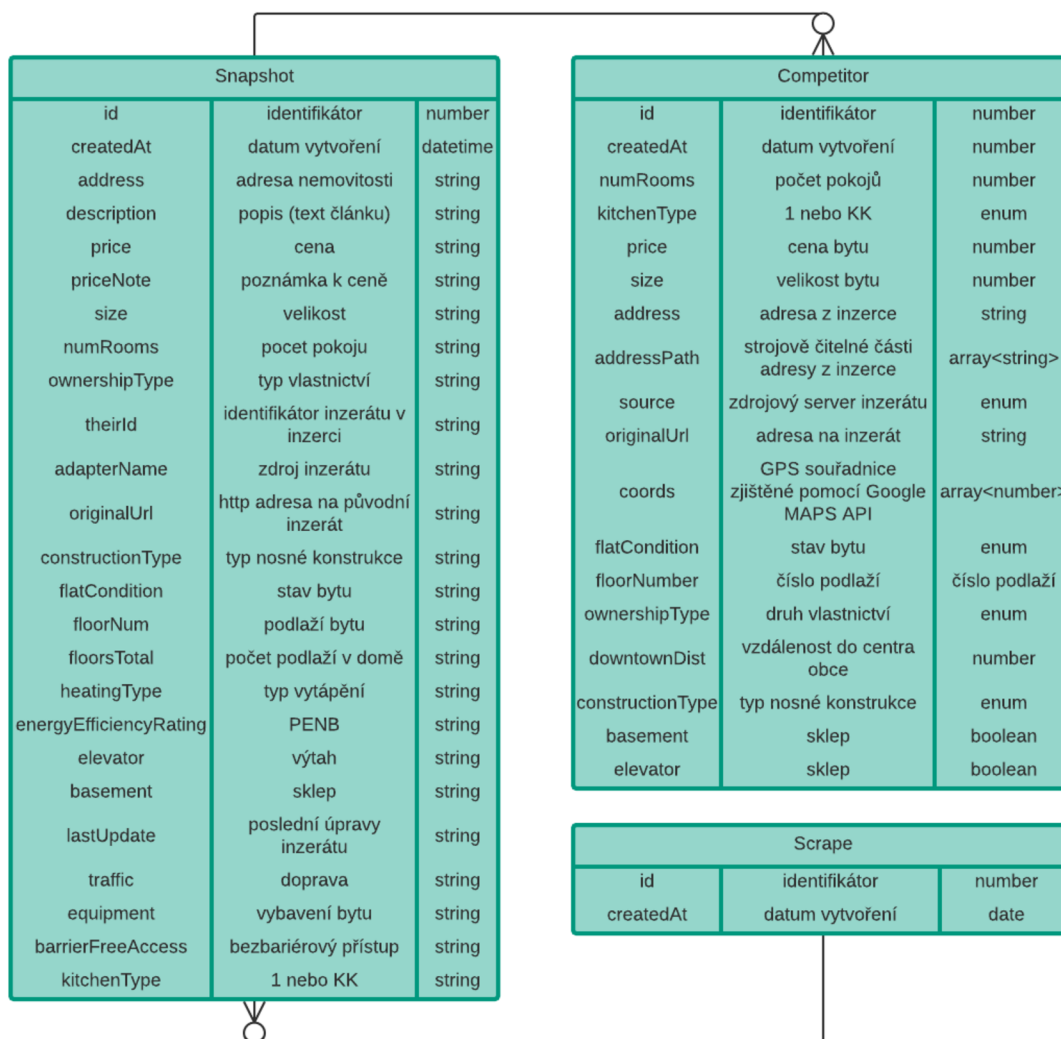 Snapshot
id identifikátor number
createdAt datum vytvoření datetime
address adresa nemovitosti string
description popis (text článku) string
price cena string
priceNote poznámka k ceně string
size velikost string
numRooms pocet pokoju string
ownershipType typ vlastnictví string
theirId identifikátor inzerátu v
inzerci string
adapterName zdroj inzerátu string
originalUrl http adresa na původní
inzerát string
constructionType typ nosné konstrukce string
flatCondition stav bytu string
floorNum podlaží bytu string
floorsTotal počet podlaží v domě string
heatingType typ vytápění string
energyEfficiencyRating PENB string
elevator výtah string
basement sklep string
lastUpdate poslední úpravy
inzerátu string
traffic doprava string
equipment vybavení bytu string
barrierFreeAccess bezbariérový přístup string
kitchenType 1 nebo KK string
Competitor
id identifikátor number
createdAt datum vytvoření number
numRooms počet pokojů number
kitchenType 1 nebo KK enum
price cena bytu number
size velikost bytu number
address adresa z inzerce string
addressPath strojově čitelné části
adresy z inzerce array<string>
source zdrojový server inzerátu enum
originalUrl adresa na inzerát string
coords GPS souřadnice
zjištěné pomocí Google
MAPS API array<number>
flatCondition stav bytu enum
floorNumber číslo podlaží číslo podlaží
ownershipType druh vlastnictví enum
downtownDist vzdálenost do centra
obce number
constructionType typ nosné konstrukce enum
basement sklep boolean
elevator sklep boolean
Scrape
id identifikátor number
createdAt datum vytvoření date